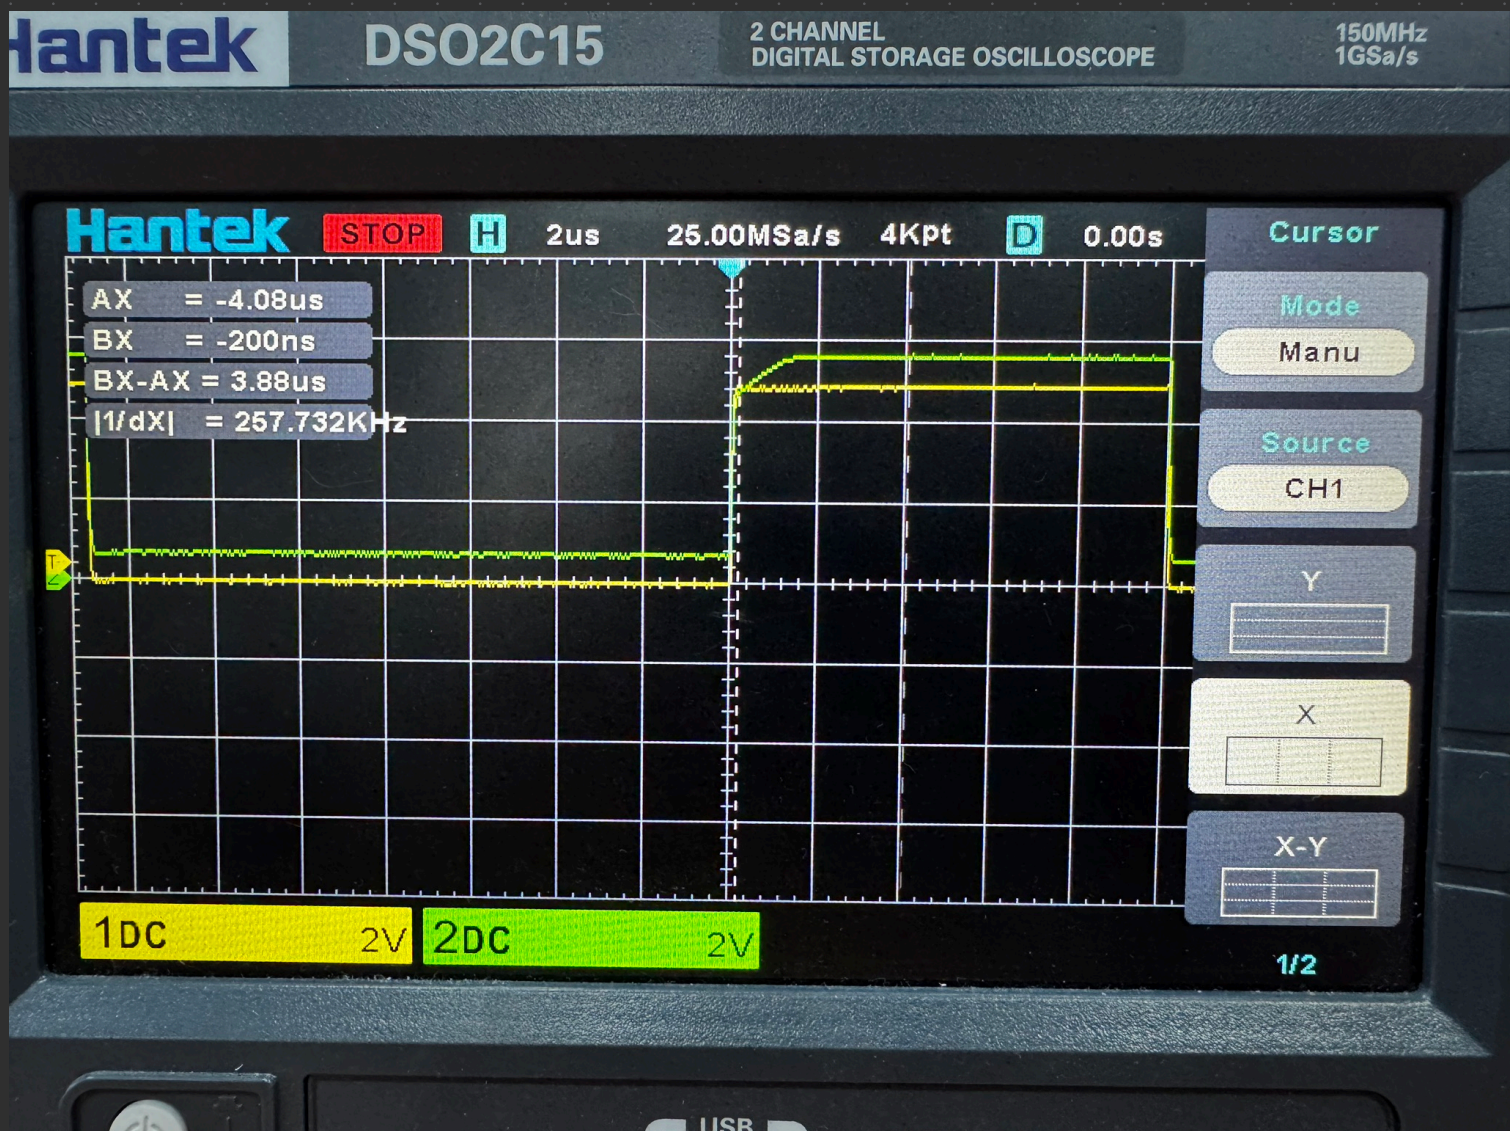 Hantek
DSO2C15
2 CHANNEL
DIGITAL STORAGE OSCILLOSCOPE
150MHz
1GSa/s
Hantek STOP H 2us 25.00MSa/s 4Kpt D 0.00s
Cursor
AX = -4.08us
BX = -200ns
BX-AX = 3.88us
|1/dX| = 257.732KHz
Mode
Manu
Source
CH1
Y
X
X-Y
1/2
T
2
1DC 2V
2DC 2V
USB